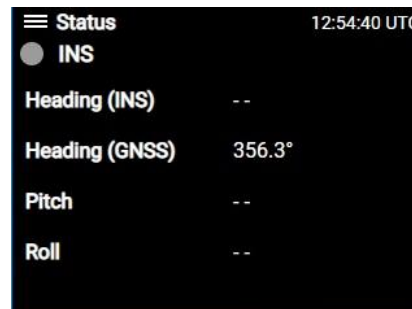 Status 12:54:40 UTC
INS
Heading (INS) --
Heading (GNSS) 356.3°
Pitch --
Roll --